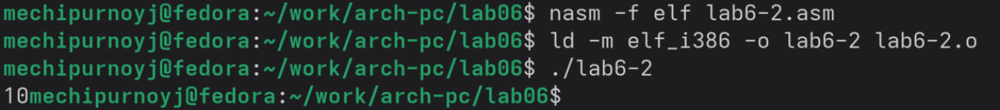 mechipurnoyj@fedora:~/work/arch-pc/lab06$ nasm -f elf lab6-2.asm
mechipurnoyj@fedora:~/work/arch-pc/lab06$ ld -m elf_i386 -o lab6-2 lab6-2.o
mechipurnoyj@fedora:~/work/arch-pc/lab06$ ./lab6-2
10mechipurnoyj@fedora:~/work/arch-pc/lab06$